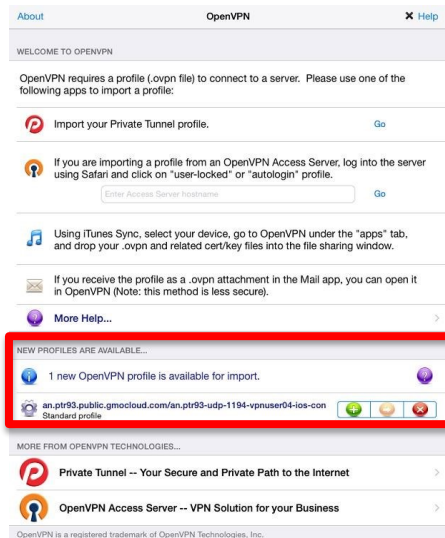 About OpenVPN ✖ Help
WELCOME TO OPENVPN
OpenVPN requires a profile (.ovpn file) to connect to a server. Please use one of the
following apps to import a profile:
Import your Private Tunnel profile. Go
If you are importing a profile from an OpenVPN Access Server, log into the server
using Safari and click on "user-locked" or "autologin" profile.
Enter Access Server hostname Go
Using iTunes Sync, select your device, go to OpenVPN under the "apps" tab,
and drop your .ovpn and related cert/key files into the file sharing window.
If you receive the profile as a .ovpn attachment in the Mail app, you can open it
in OpenVPN (Note: this method is less secure).
More Help...
NEW PROFILES ARE AVAILABLE...
1 new OpenVPN profile is available for import.
an.ptr93.public.gmocloud.com/an.ptr93-udp-1194-vpnuser04-ios-con
Standard profile
MORE FROM OPENVPN TECHNOLOGIES...
Private Tunnel -- Your Secure and Private Path to the Internet
OpenVPN Access Server -- VPN Solution for your Business
OpenVPN is a registered trademark of OpenVPN Technologies, Inc.